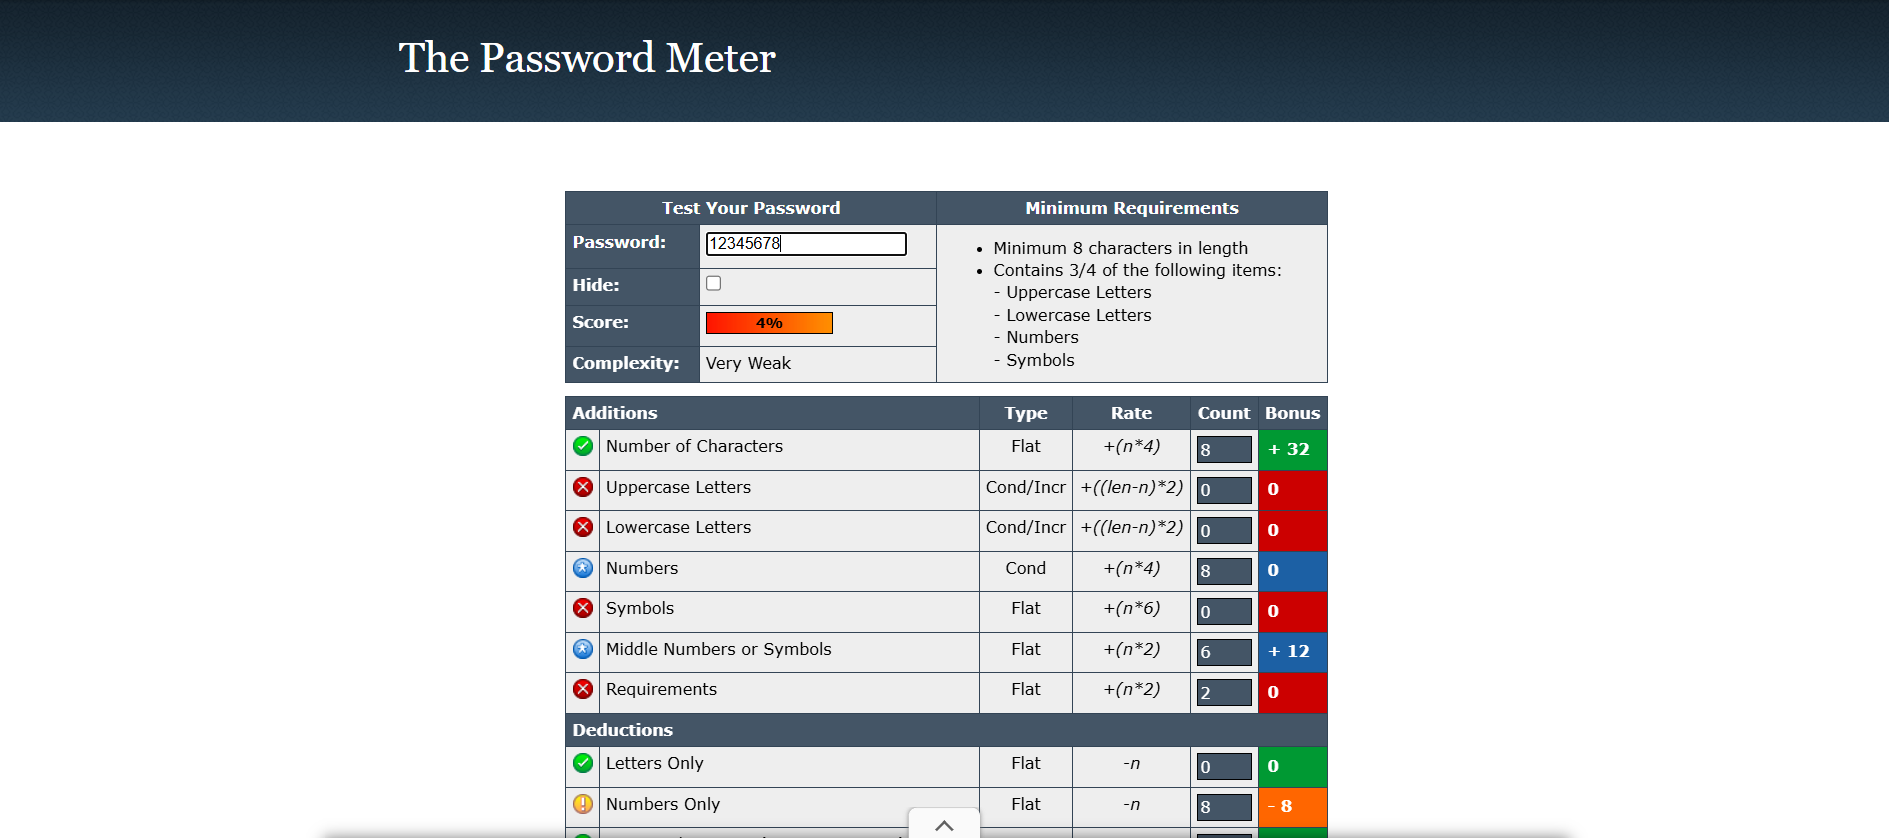 The Password Meter
Test Your Password
Minimum Requirements
Password:
12345678
Hide:
Score:
4%
Complexity:
Very Weak
• Minimum 8 characters in length
• Contains 3/4 of the following items:
- Uppercase Letters
- Lowercase Letters
- Numbers
- Symbols
Additions Type Rate Count Bonus
Number of Characters Flat +(n*4) 8 + 32
Uppercase Letters Cond/Incr +((len-n)*2) 0 0
Lowercase Letters Cond/Incr +((len-n)*2) 0 0
Numbers Cond +(n*4) 8 0
Symbols Flat +(n*6) 0 0
Middle Numbers or Symbols Flat +(n*2) 6 + 12
Requirements Flat +(n*2) 2 0
Deductions
Letters Only Flat -n 0 0
Numbers Only Flat -n 8 - 8